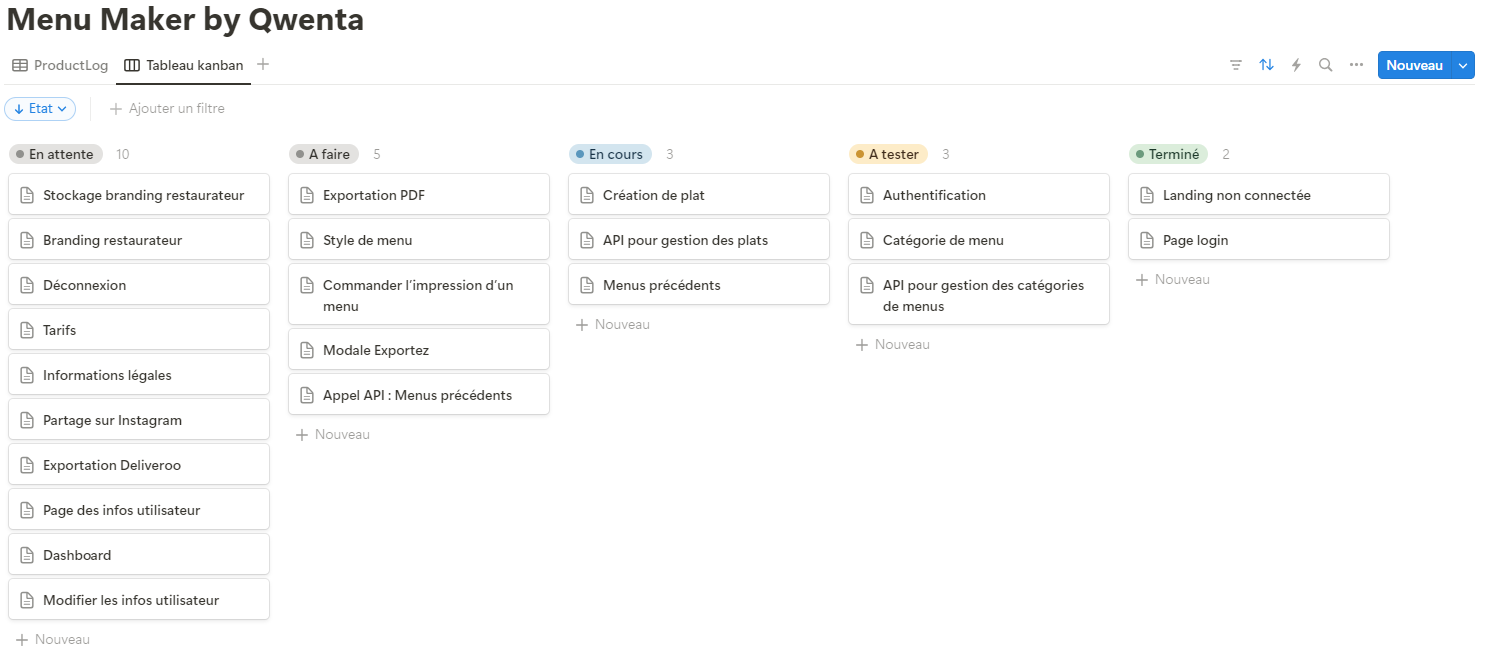 Menu Maker by Qwenta
ProductLog
Tableau kanban
Nouveau
Etat
Ajouter un filtre
En attente 10
Stockage branding restaurateur
Branding restaurateur
Déconnexion
Tarifs
Informations légales
Partage sur Instagram
Exportation Deliveroo
Page des infos utilisateur
Dashboard
Modifier les infos utilisateur
Nouveau
A faire 5
Exportation PDF
Style de menu
Commander l'impression d'un
menu
Modale Exportez
Appel API : Menus précédents
Nouveau
En cours 3
Création de plat
API pour gestion des plats
Menus précédents
Nouveau
A tester 3
Authentification
Catégorie de menu
API pour gestion des catégories
de menus
Nouveau
Terminé 2
Landing non connectée
Page login
Nouveau